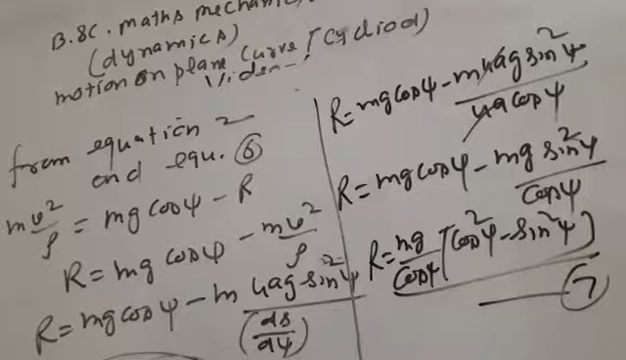 B.sc. maths mechanics
(dynamics)
motion on plane curve (cycliod)
from equation 2
and equ. ⑥
mv²/ρ = mg cosψ - R
R = mg cosψ - mv²/ρ
R = mg cosψ - m 4ag sin²ψ / (ds/dψ)
R = mg cosψ - m4ag sin²ψ / 4a cosψ
R = mg cosψ - mg sin²ψ / cosψ
R = mg/cosψ [cos²ψ - sin²ψ]
— ⑦